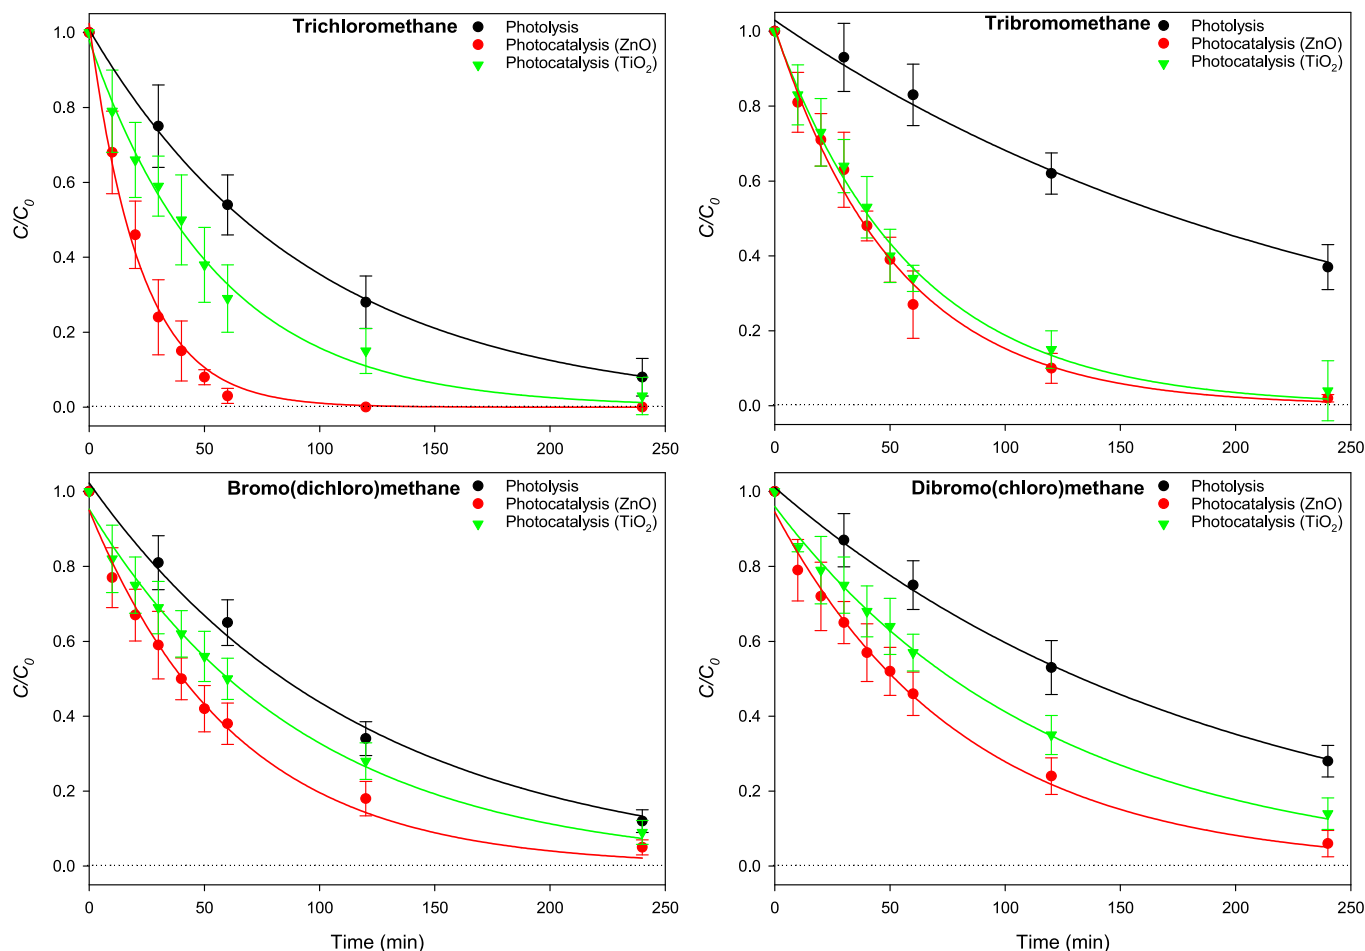 Trichloromethane
Photolysis
Photocatalysis (ZnO)
Photocatalysis (TiO₂)
C/C₀
1.0
0.8
0.6
0.4
0.2
0.0
0 50 100 150 200 250
Tribromomethane
Photolysis
Photocatalysis (ZnO)
Photocatalysis (TiO₂)
C/C₀
1.0
0.8
0.6
0.4
0.2
0.0
0 50 100 150 200 250
Bromo(dichloro)methane
Photolysis
Photocatalysis (ZnO)
Photocatalysis (TiO₂)
C/C₀
1.0
0.8
0.6
0.4
0.2
0.0
0 50 100 150 200 250
Time (min)
Dibromo(chloro)methane
Photolysis
Photocatalysis (ZnO)
Photocatalysis (TiO₂)
C/C₀
1.0
0.8
0.6
0.4
0.2
0.0
0 50 100 150 200 250
Time (min)